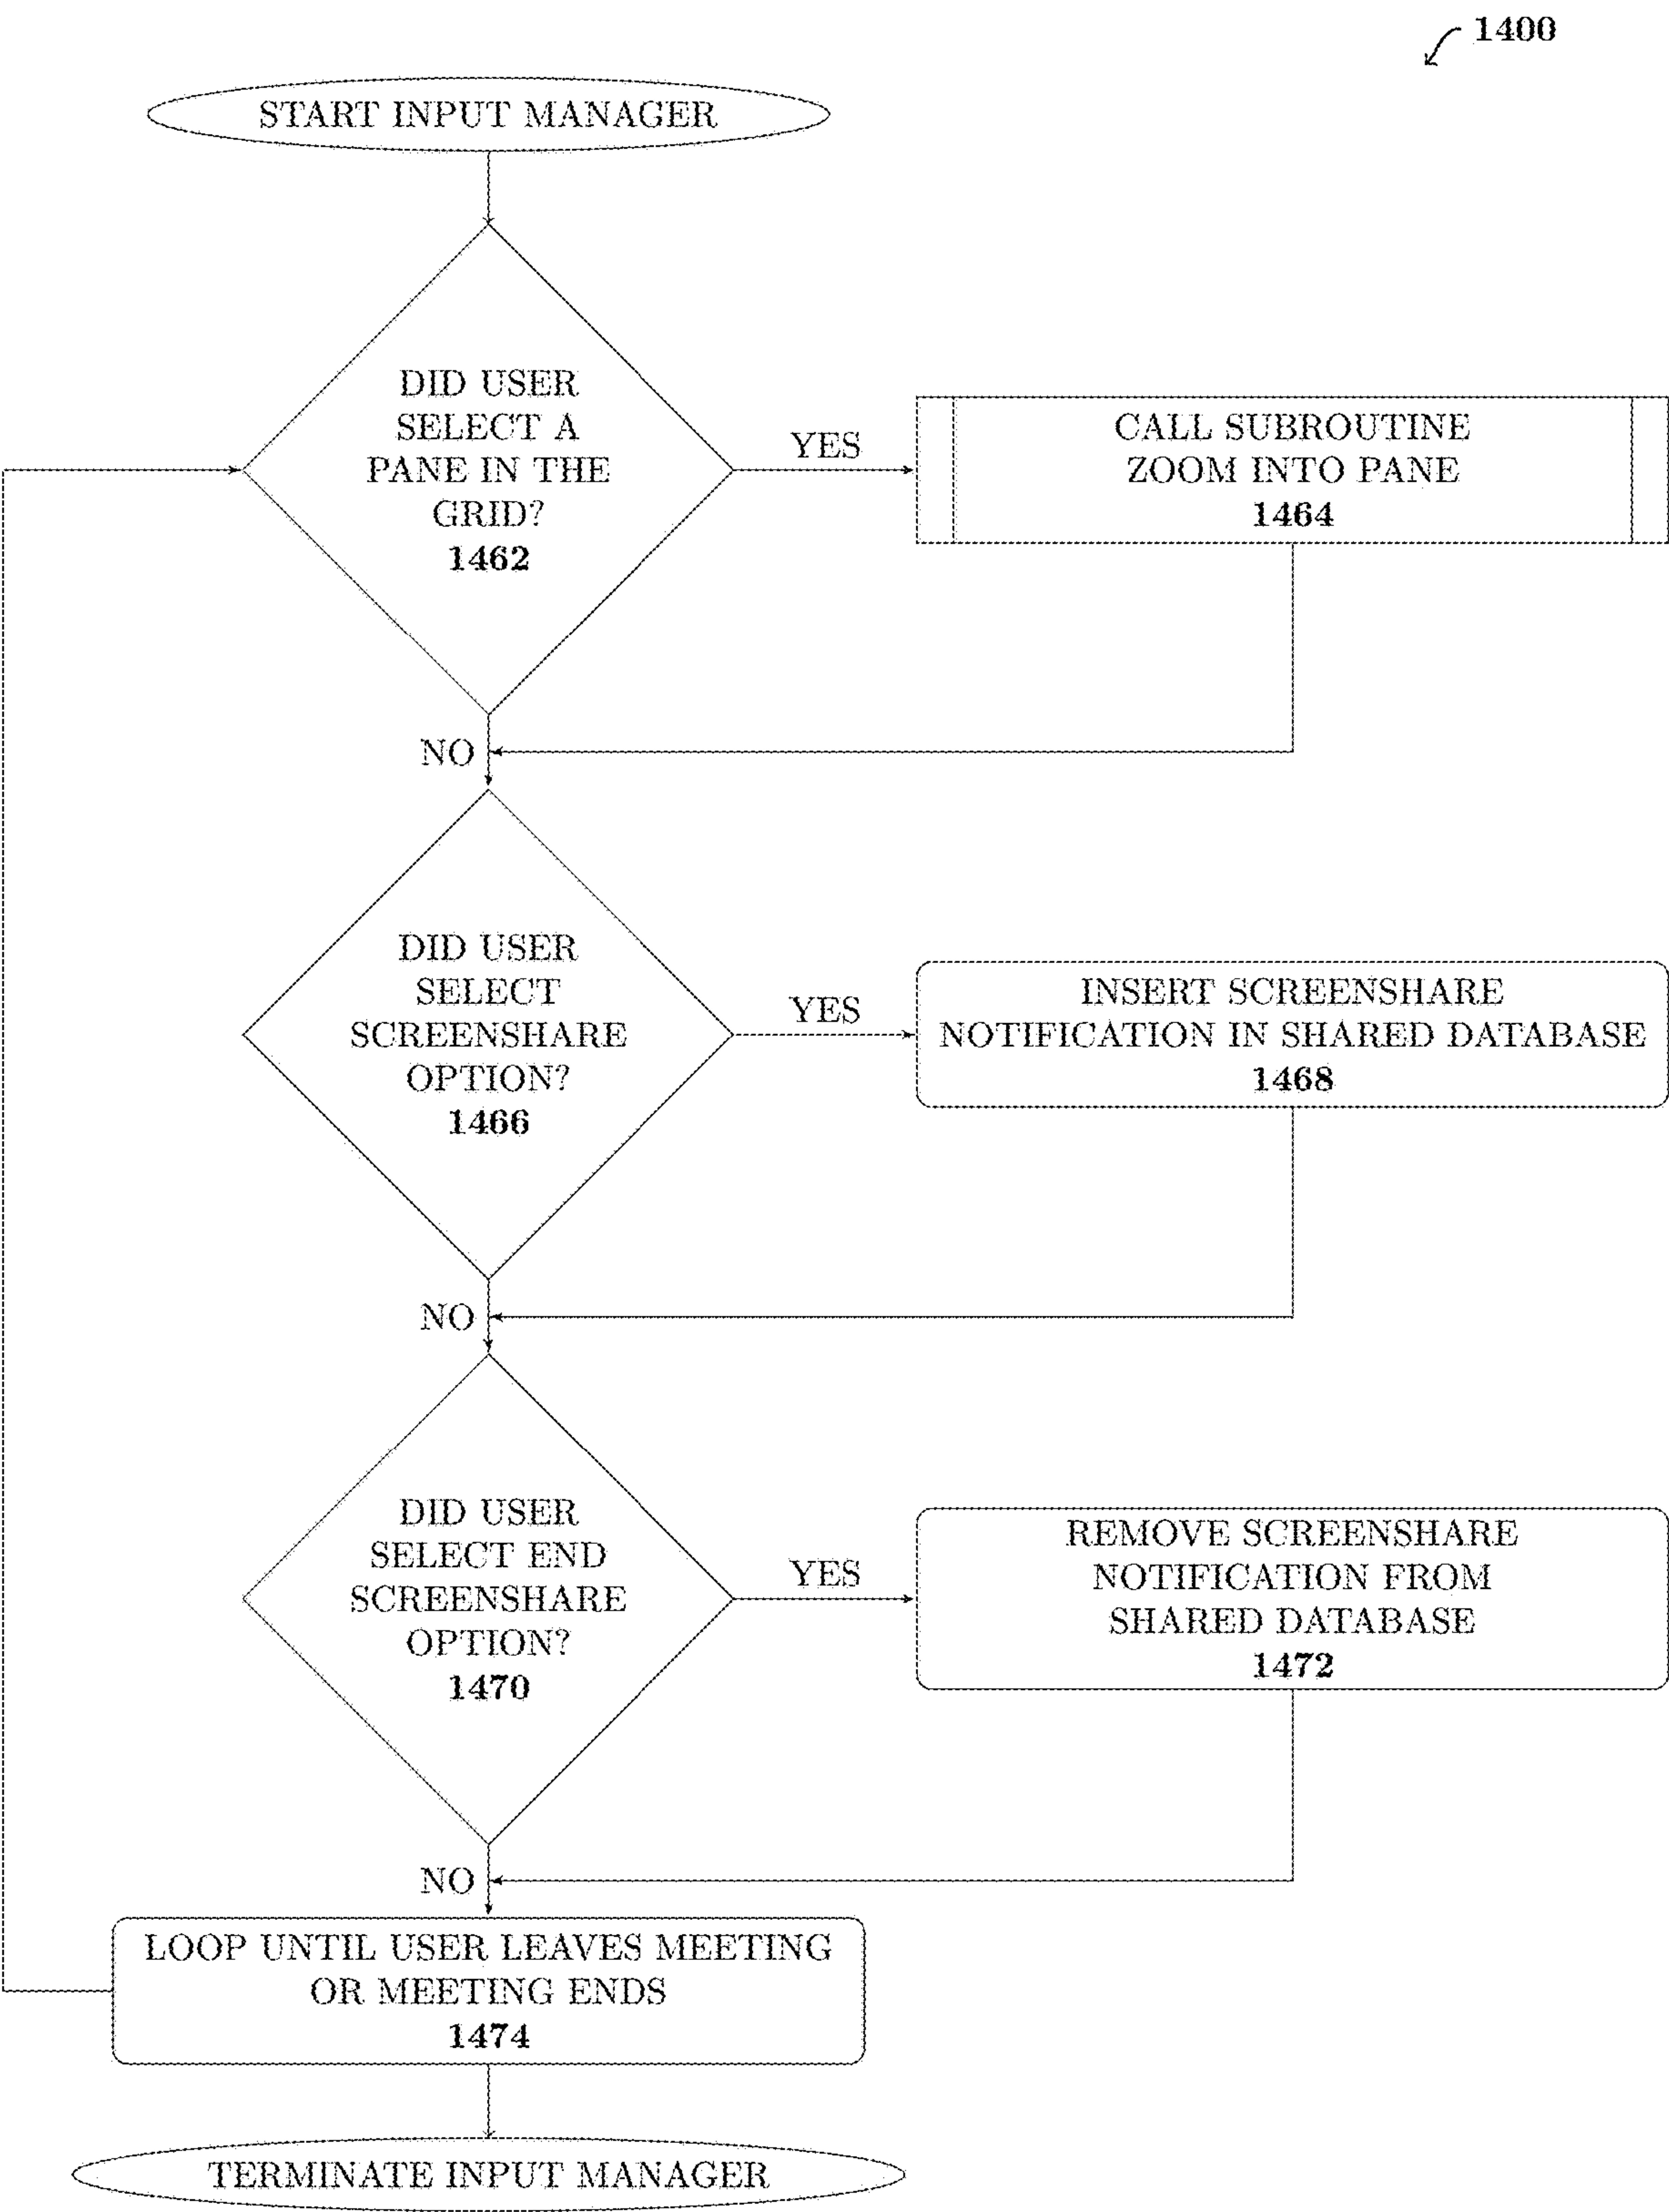 1400
START INPUT MANAGER
DID USER
SELECT A
PANE IN THE
GRID?
1462
YES
CALL SUBROUTINE
ZOOM INTO PANE
1464
NO
DID USER
SELECT
SCREENSHARE
OPTION?
1466
YES
INSERT SCREENSHARE
NOTIFICATION IN SHARED DATABASE
1468
NO
DID USER
SELECT END
SCREENSHARE
OPTION?
1470
YES
REMOVE SCREENSHARE
NOTIFICATION FROM
SHARED DATABASE
1472
NO
LOOP UNTIL USER LEAVES MEETING
OR MEETING ENDS
1474
TERMINATE INPUT MANAGER